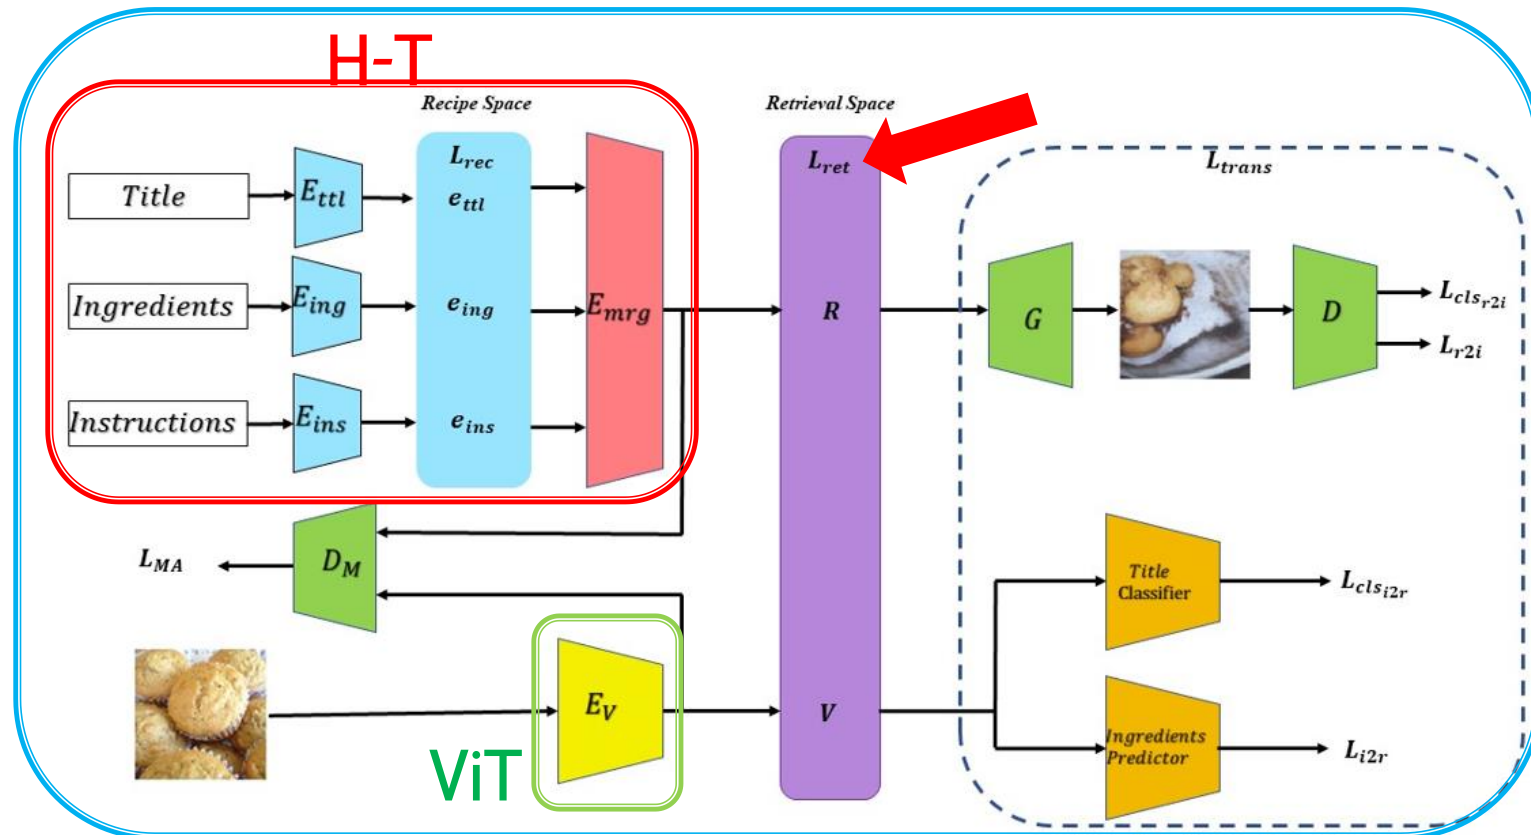 H-T
Recipe Space
Retrieval Space
L_rec
L_ret
L_trans
Title
E_ttl
e_ttl
Ingredients
E_ing
e_ing
E_mrg
R
G
D
L_cls_r2i
L_r2i
Instructions
E_ins
e_ins
L_MA
D_M
Title
Classifier
L_cls_i2r
E_V
V
Ingredients
Predictor
L_i2r
ViT